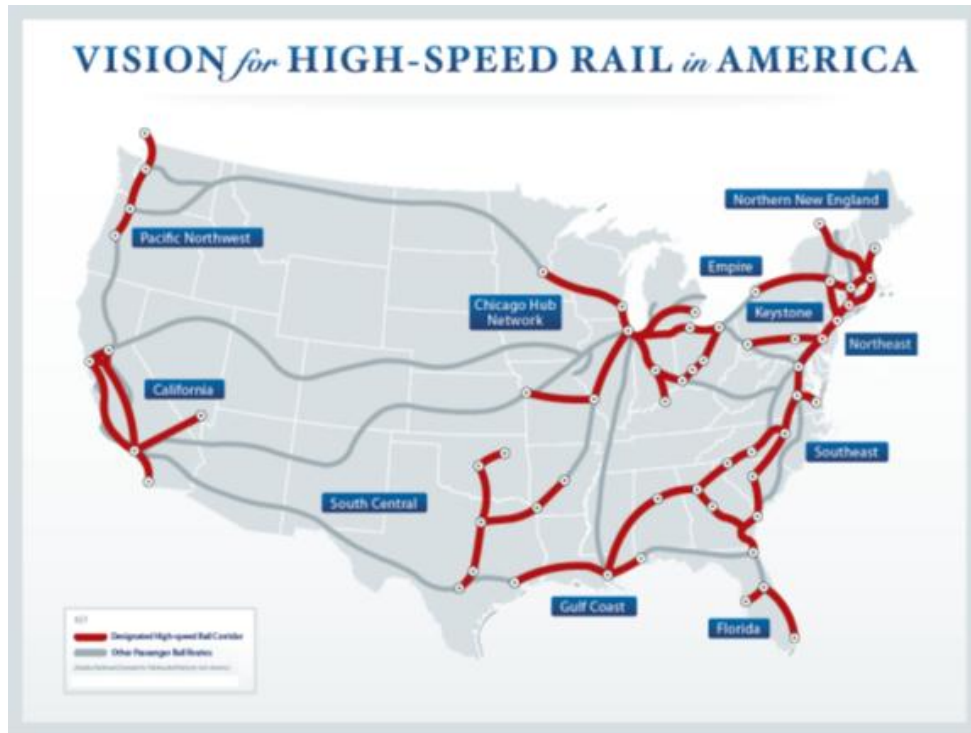 VISION for HIGH-SPEED RAIL in AMERICA
Northern New England
Pacific Northwest
Empire
Chicago Hub
Network
Keystone
Northeast
California
Southeast
South Central
Gulf Coast
Florida
KEY
Designated High-speed Rail Corridor
Other Passenger Rail Routes